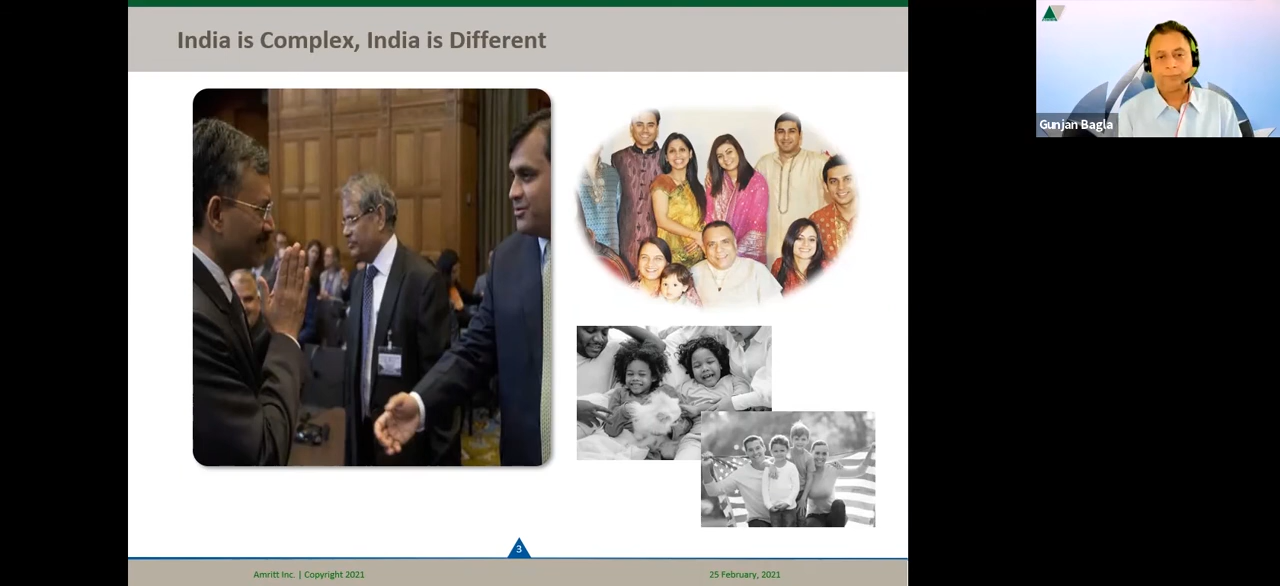 India is Complex, India is Different
Gunjan Bagla
3
Amritt Inc. | Copyright 2021
25 February, 2021